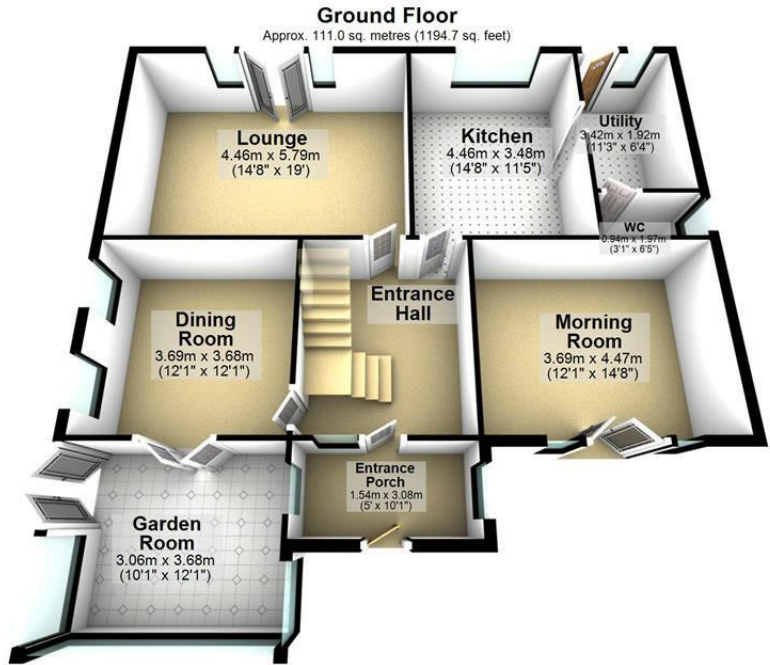 Ground Floor
Approx. 111.0 sq. metres (1194.7 sq. feet)
Lounge
4.46m x 5.79m
(14'8" x 19')
Kitchen
4.46m x 3.48m
(14'8" x 11'5")
Utility
3.42m x 1.92m
(11'3" x 6'4")
WC
0.94m x 1.97m
(3'1" x 6'5")
Entrance
Hall
Dining
Room
3.69m x 3.68m
(12'1" x 12'1")
Morning
Room
3.69m x 4.47m
(12'1" x 14'8")
Entrance
Porch
1.54m x 3.08m
(5' x 10'1")
Garden
Room
3.06m x 3.68m
(10'1" x 12'1")